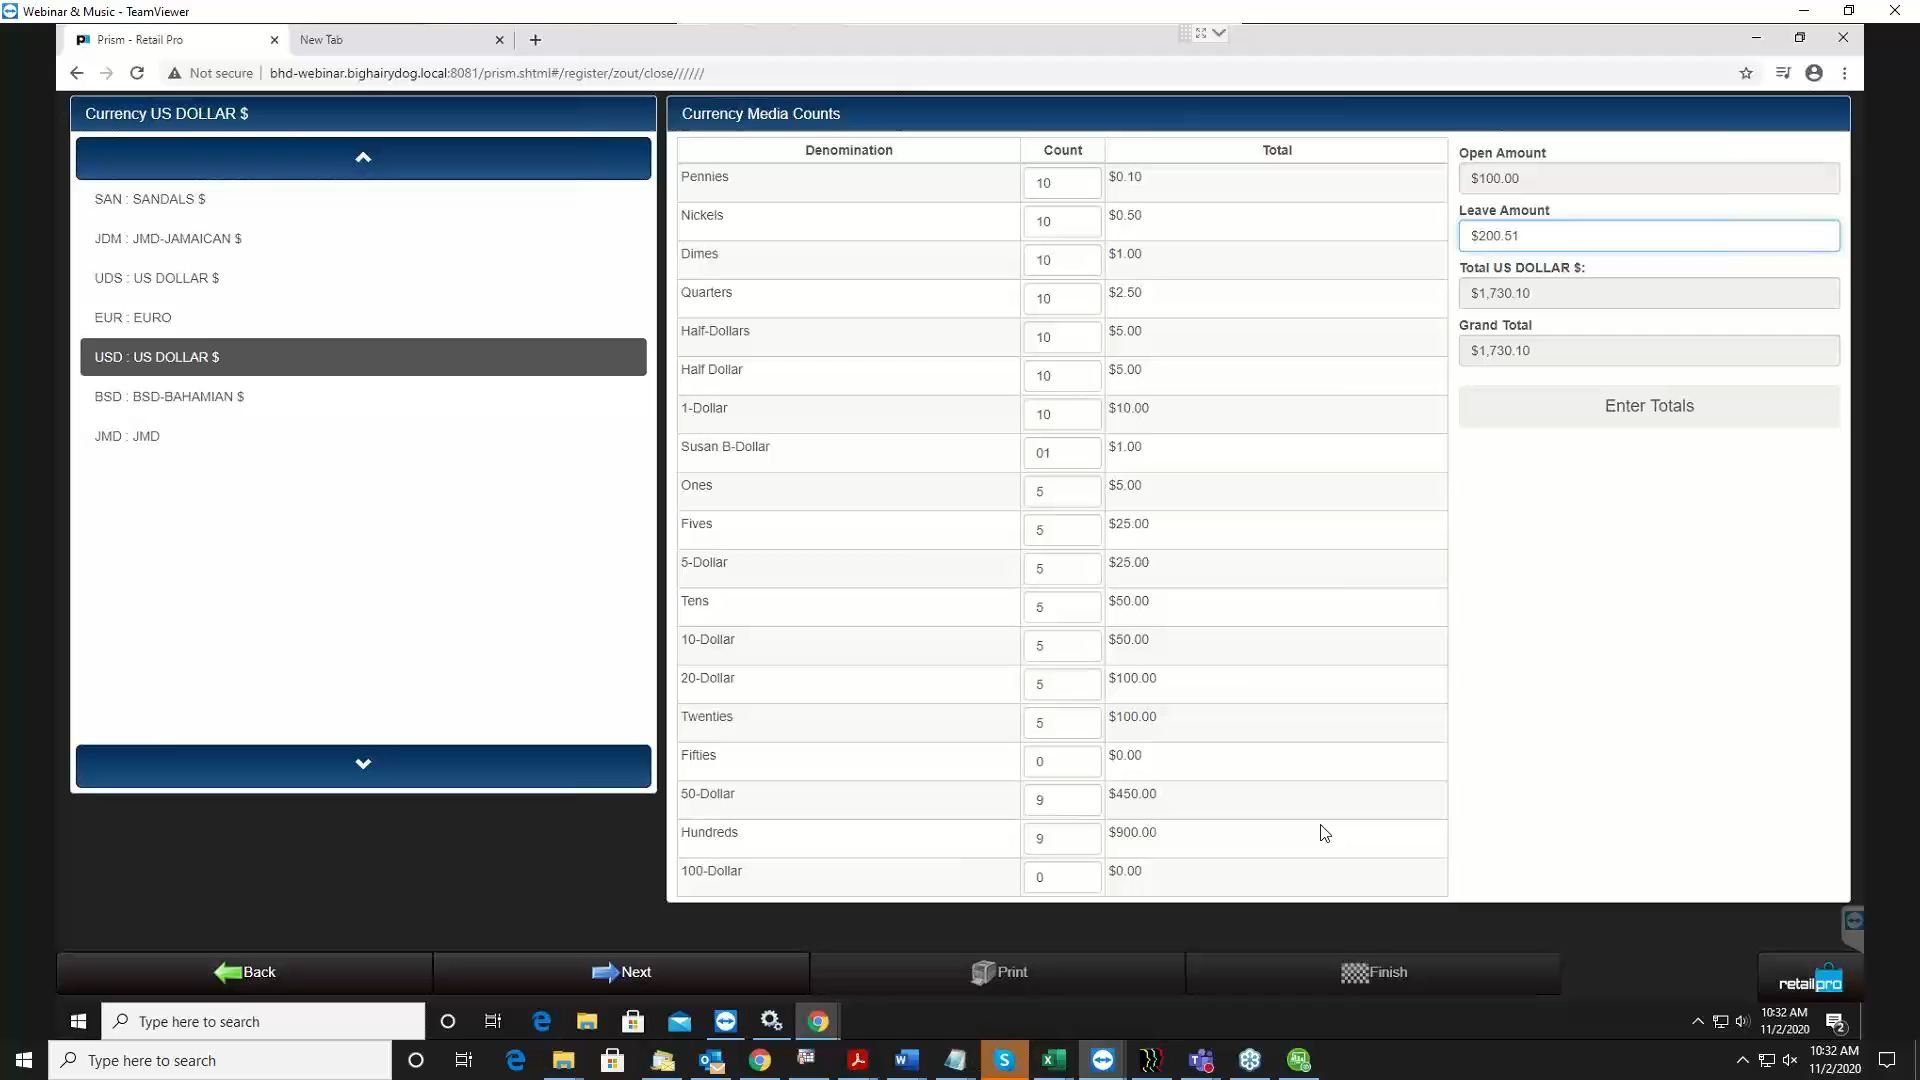 Webinar & Music - TeamViewer
Prism - Retail Pro
New Tab
Not secure
bhd-webinar.bighairydog.local:8081/prism.shtml#/register/zout/close//////
Currency US DOLLAR $
SAN : SANDALS $
JDM : JMD-JAMAICAN $
UDS : US DOLLAR $
EUR : EURO
USD : US DOLLAR $
BSD : BSD-BAHAMIAN $
JMD : JMD
Currency Media Counts
Denomination Count Total
Pennies 10 $0.10
Nickels 10 $0.50
Dimes 10 $1.00
Quarters 10 $2.50
Half-Dollars 10 $5.00
Half Dollar 10 $5.00
1-Dollar 10 $10.00
Susan B-Dollar 01 $1.00
Ones 5 $5.00
Fives 5 $25.00
5-Dollar 5 $25.00
Tens 5 $50.00
10-Dollar 5 $50.00
20-Dollar 5 $100.00
Twenties 5 $100.00
Fifties 0 $0.00
50-Dollar 9 $450.00
Hundreds 9 $900.00
100-Dollar 0 $0.00
Open Amount
$100.00
Leave Amount
$200.51
Total US DOLLAR $:
$1,730.10
Grand Total
$1,730.10
Enter Totals
Back
Next
Print
Finish
retailpro
Type here to search
10:32 AM
11/2/2020
2
Type here to search
10:32 AM
11/2/2020